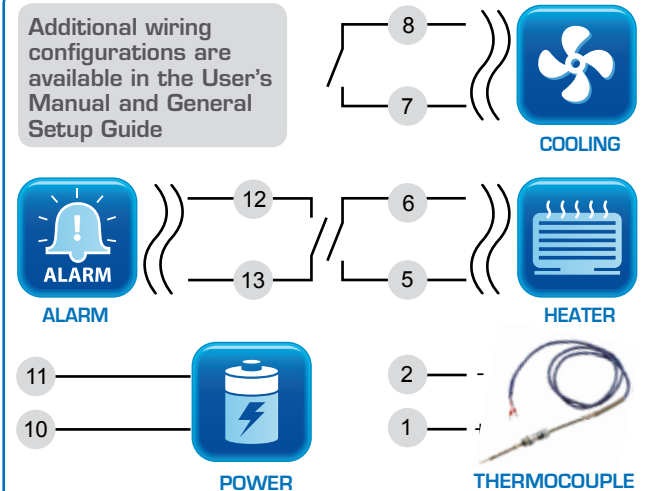 Additional wiring
configurations are
available in the User's
Manual and General
Setup Guide
8
7
COOLING
12
13
ALARM
ALARM
6
5
HEATER
11
10
POWER
2 -
1 +
THERMOCOUPLE